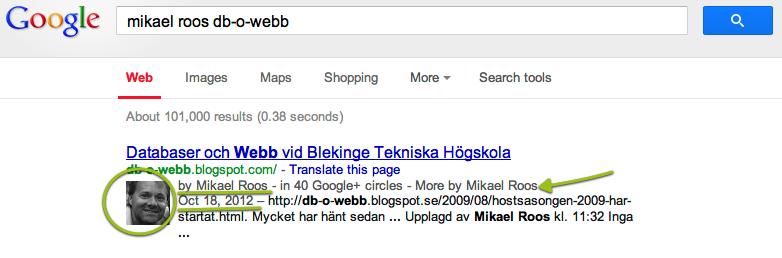 Google mikael roos db-o-webb
Web Images Maps Shopping More Search tools
About 101,000 results (0.38 seconds)
Databaser och Webb vid Blekinge Tekniska Högskola
db-o-webb.blogspot.com/ - Translate this page
by Mikael Roos - in 40 Google+ circles - More by Mikael Roos
Oct 18, 2012 – http://db-o-webb.blogspot.se/2009/08/hostsasongen-2009-har-
startat.html. Mycket har hänt sedan ... Upplagd av Mikael Roos kl. 11:32 Inga
...